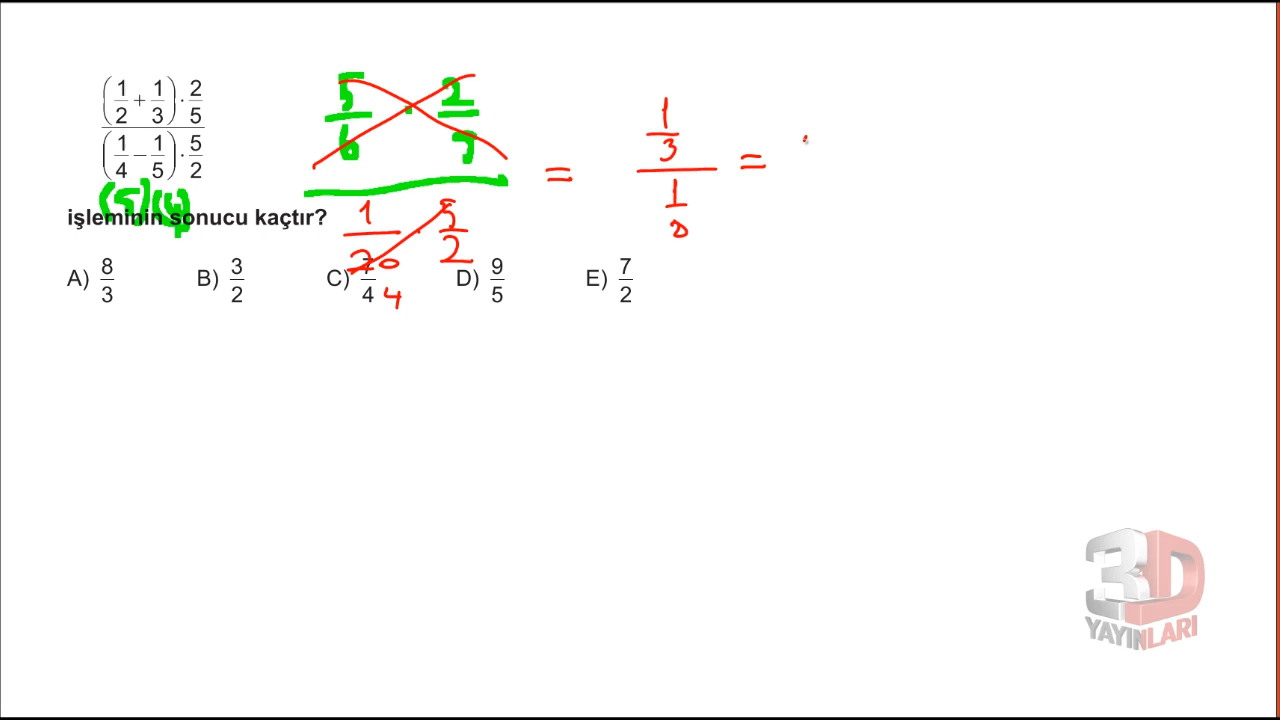 (1/2 + 1/3) · 2/5
(1/4 − 1/5) · 5/2
(5) (4)
işleminin sonucu kaçtır?
A) 8/3 B) 3/2 C) 7/4 D) 9/5 E) 7/2
5/6 · 2/5
1/20 · 5/2
4
=
1/3
1/8
=
3D
YAYINLARI